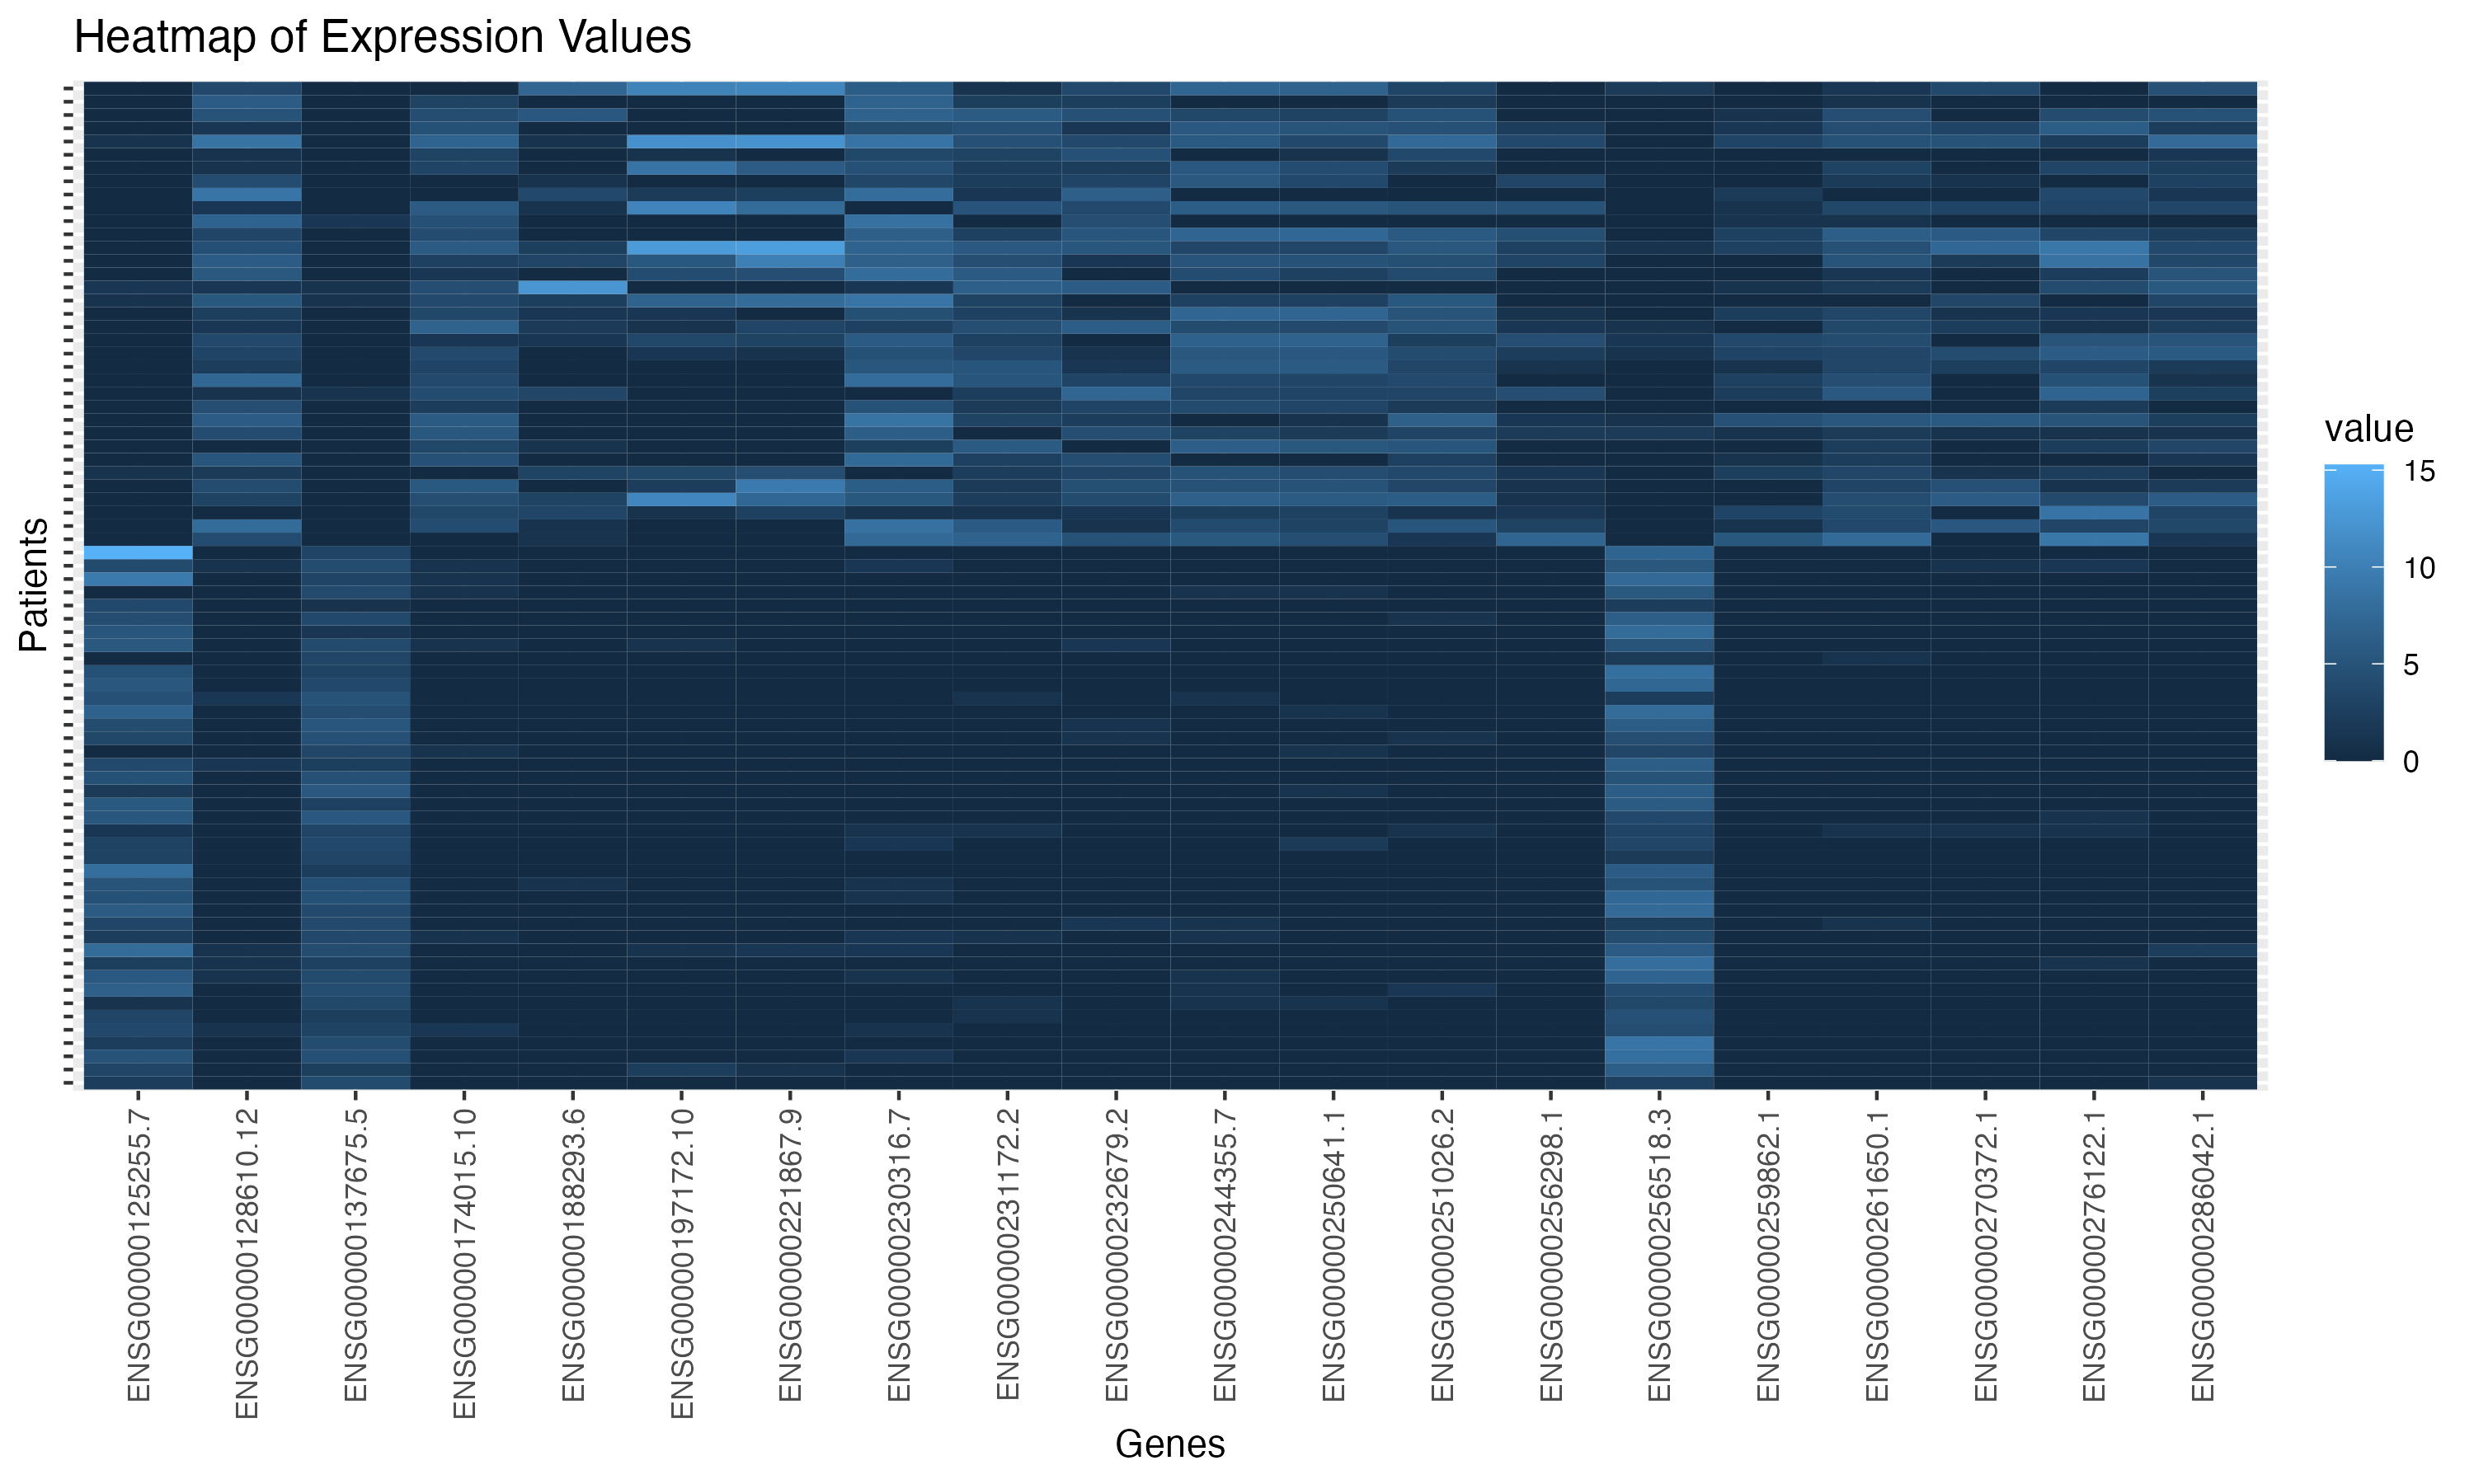 Heatmap of Expression Values
Patients
value
15
10
5
0
ENSG00000125255.7
ENSG00000128610.12
ENSG00000137675.5
ENSG00000174015.10
ENSG00000188293.6
ENSG00000197172.10
ENSG00000221867.9
ENSG00000230316.7
ENSG00000231172.2
ENSG00000232679.2
ENSG00000244355.7
ENSG00000250641.1
ENSG00000251026.2
ENSG00000256298.1
ENSG00000256518.3
ENSG00000259862.1
ENSG00000261650.1
ENSG00000270372.1
ENSG00000276122.1
ENSG00000286042.1
Genes